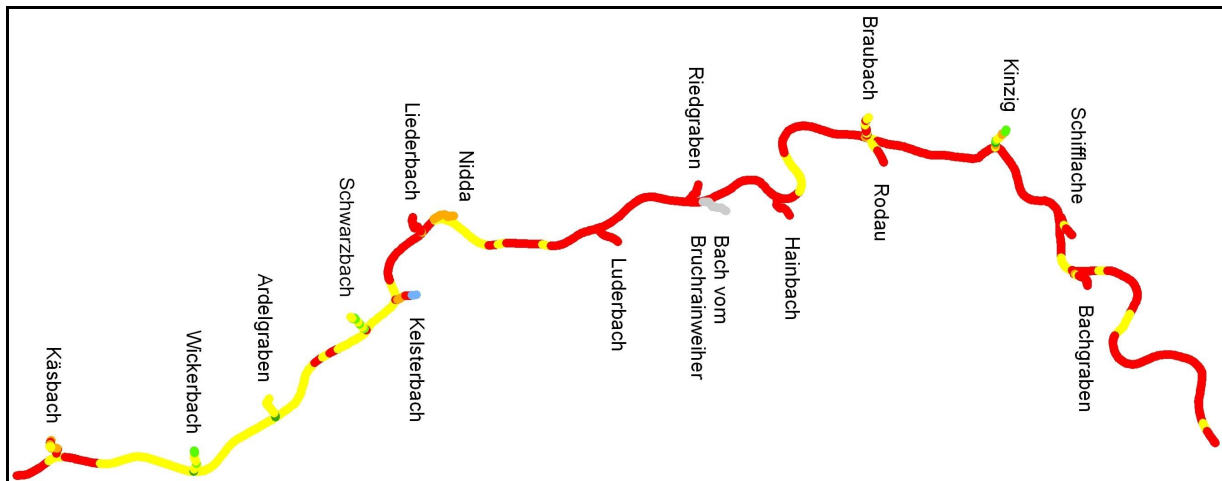 Käsbach
Wickerbach
Ardelgraben
Schwarzbach
Liederbach
Kelsterbach
Nidda
Luderbach
Riedgraben
Bach vom
Bruchrainweiher
Hainbach
Braubach
Rodau
Kinzig
Schifflache
Bachgraben